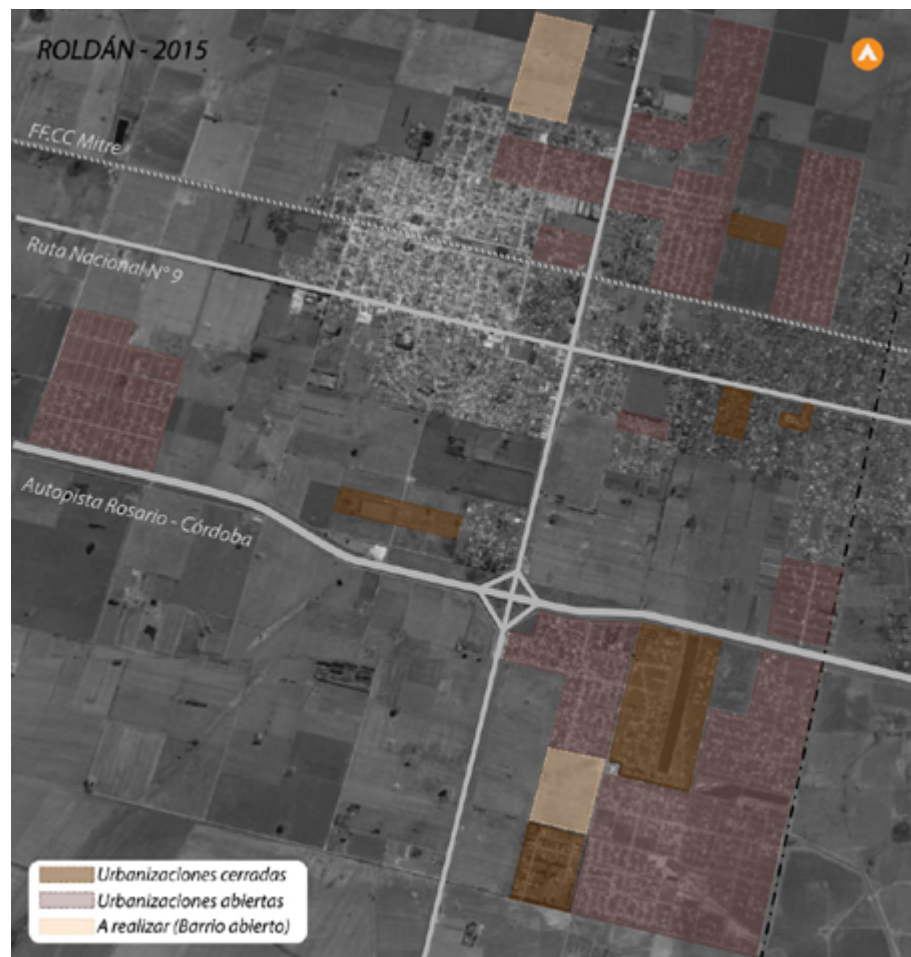 ROLDÁN - 2015
FF.CC Mitre
Ruta Nacional N° 9
Autopista Rosario - Córdoba
Urbanizaciones cerradas
Urbanizaciones abiertas
A realizar (Barrio abierto)